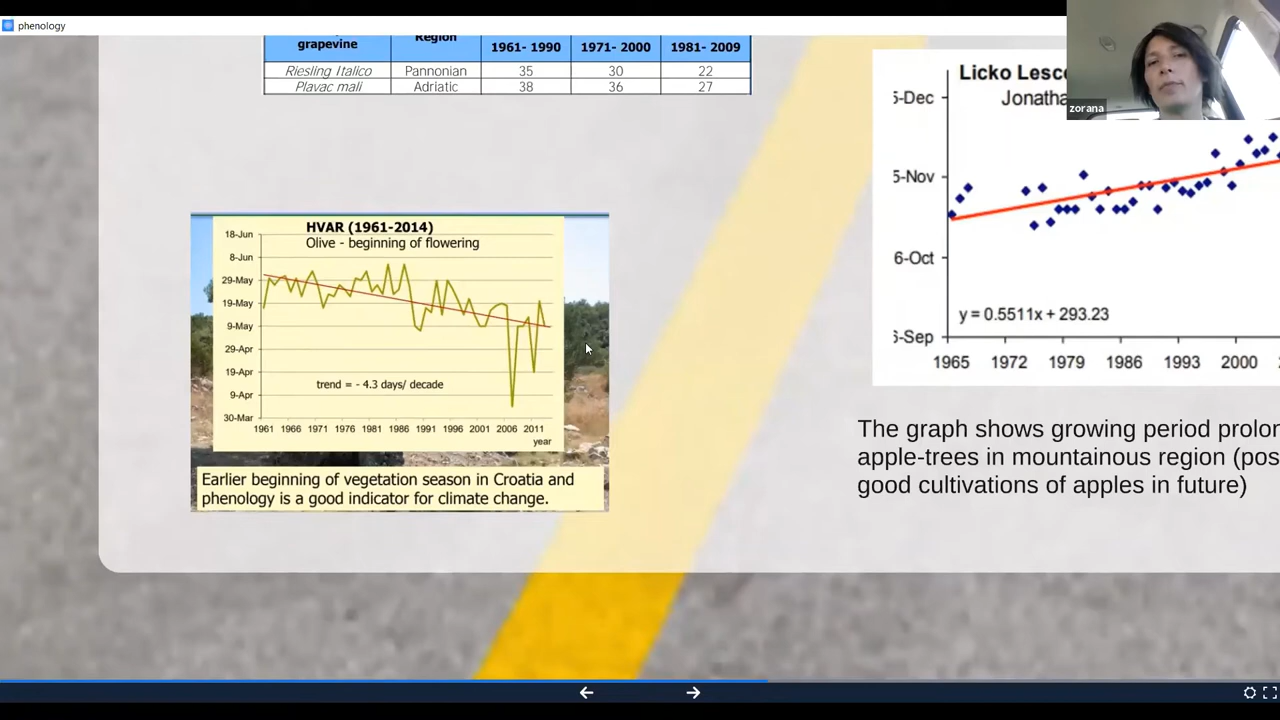 phenology
grapevine Region 1961- 1990 1971- 2000 1981- 2009
Riesling Italico Pannonian 35 30 22
Plavac mali Adriatic 38 36 27
HVAR (1961-2014)
Olive - beginning of flowering
18-Jun
8-Jun
29-May
19-May
9-May
29-Apr
19-Apr
9-Apr
30-Mar
trend = - 4.3 days/ decade
1961 1966 1971 1976 1981 1986 1991 1996 2001 2006 2011
year
Earlier beginning of vegetation season in Croatia and
phenology is a good indicator for climate change.
Licko Lesc
Jonatha
5-Dec
5-Nov
6-Oct
6-Sep
y = 0.5511x + 293.23
1965 1972 1979 1986 1993 2000
The graph shows growing period prolon
apple-trees in mountainous region (pos
good cultivations of apples in future)
zorana